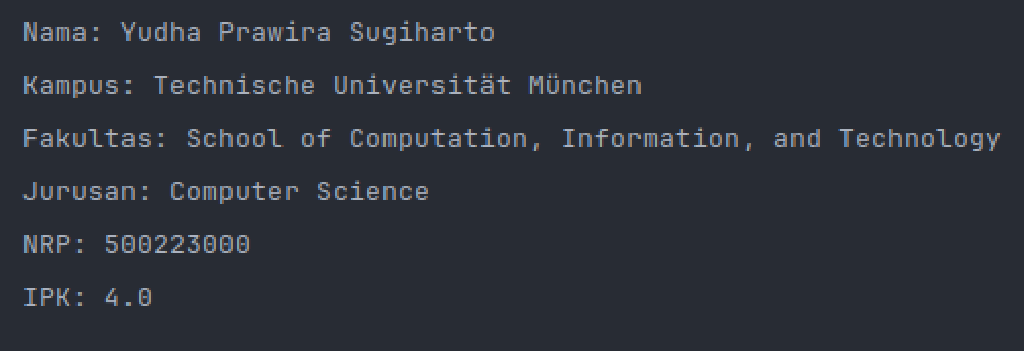 Nama: Yudha Prawira Sugiharto
Kampus: Technische Universität München
Fakultas: School of Computation, Information, and Technology
Jurusan: Computer Science
NRP: 500223000
IPK: 4.0